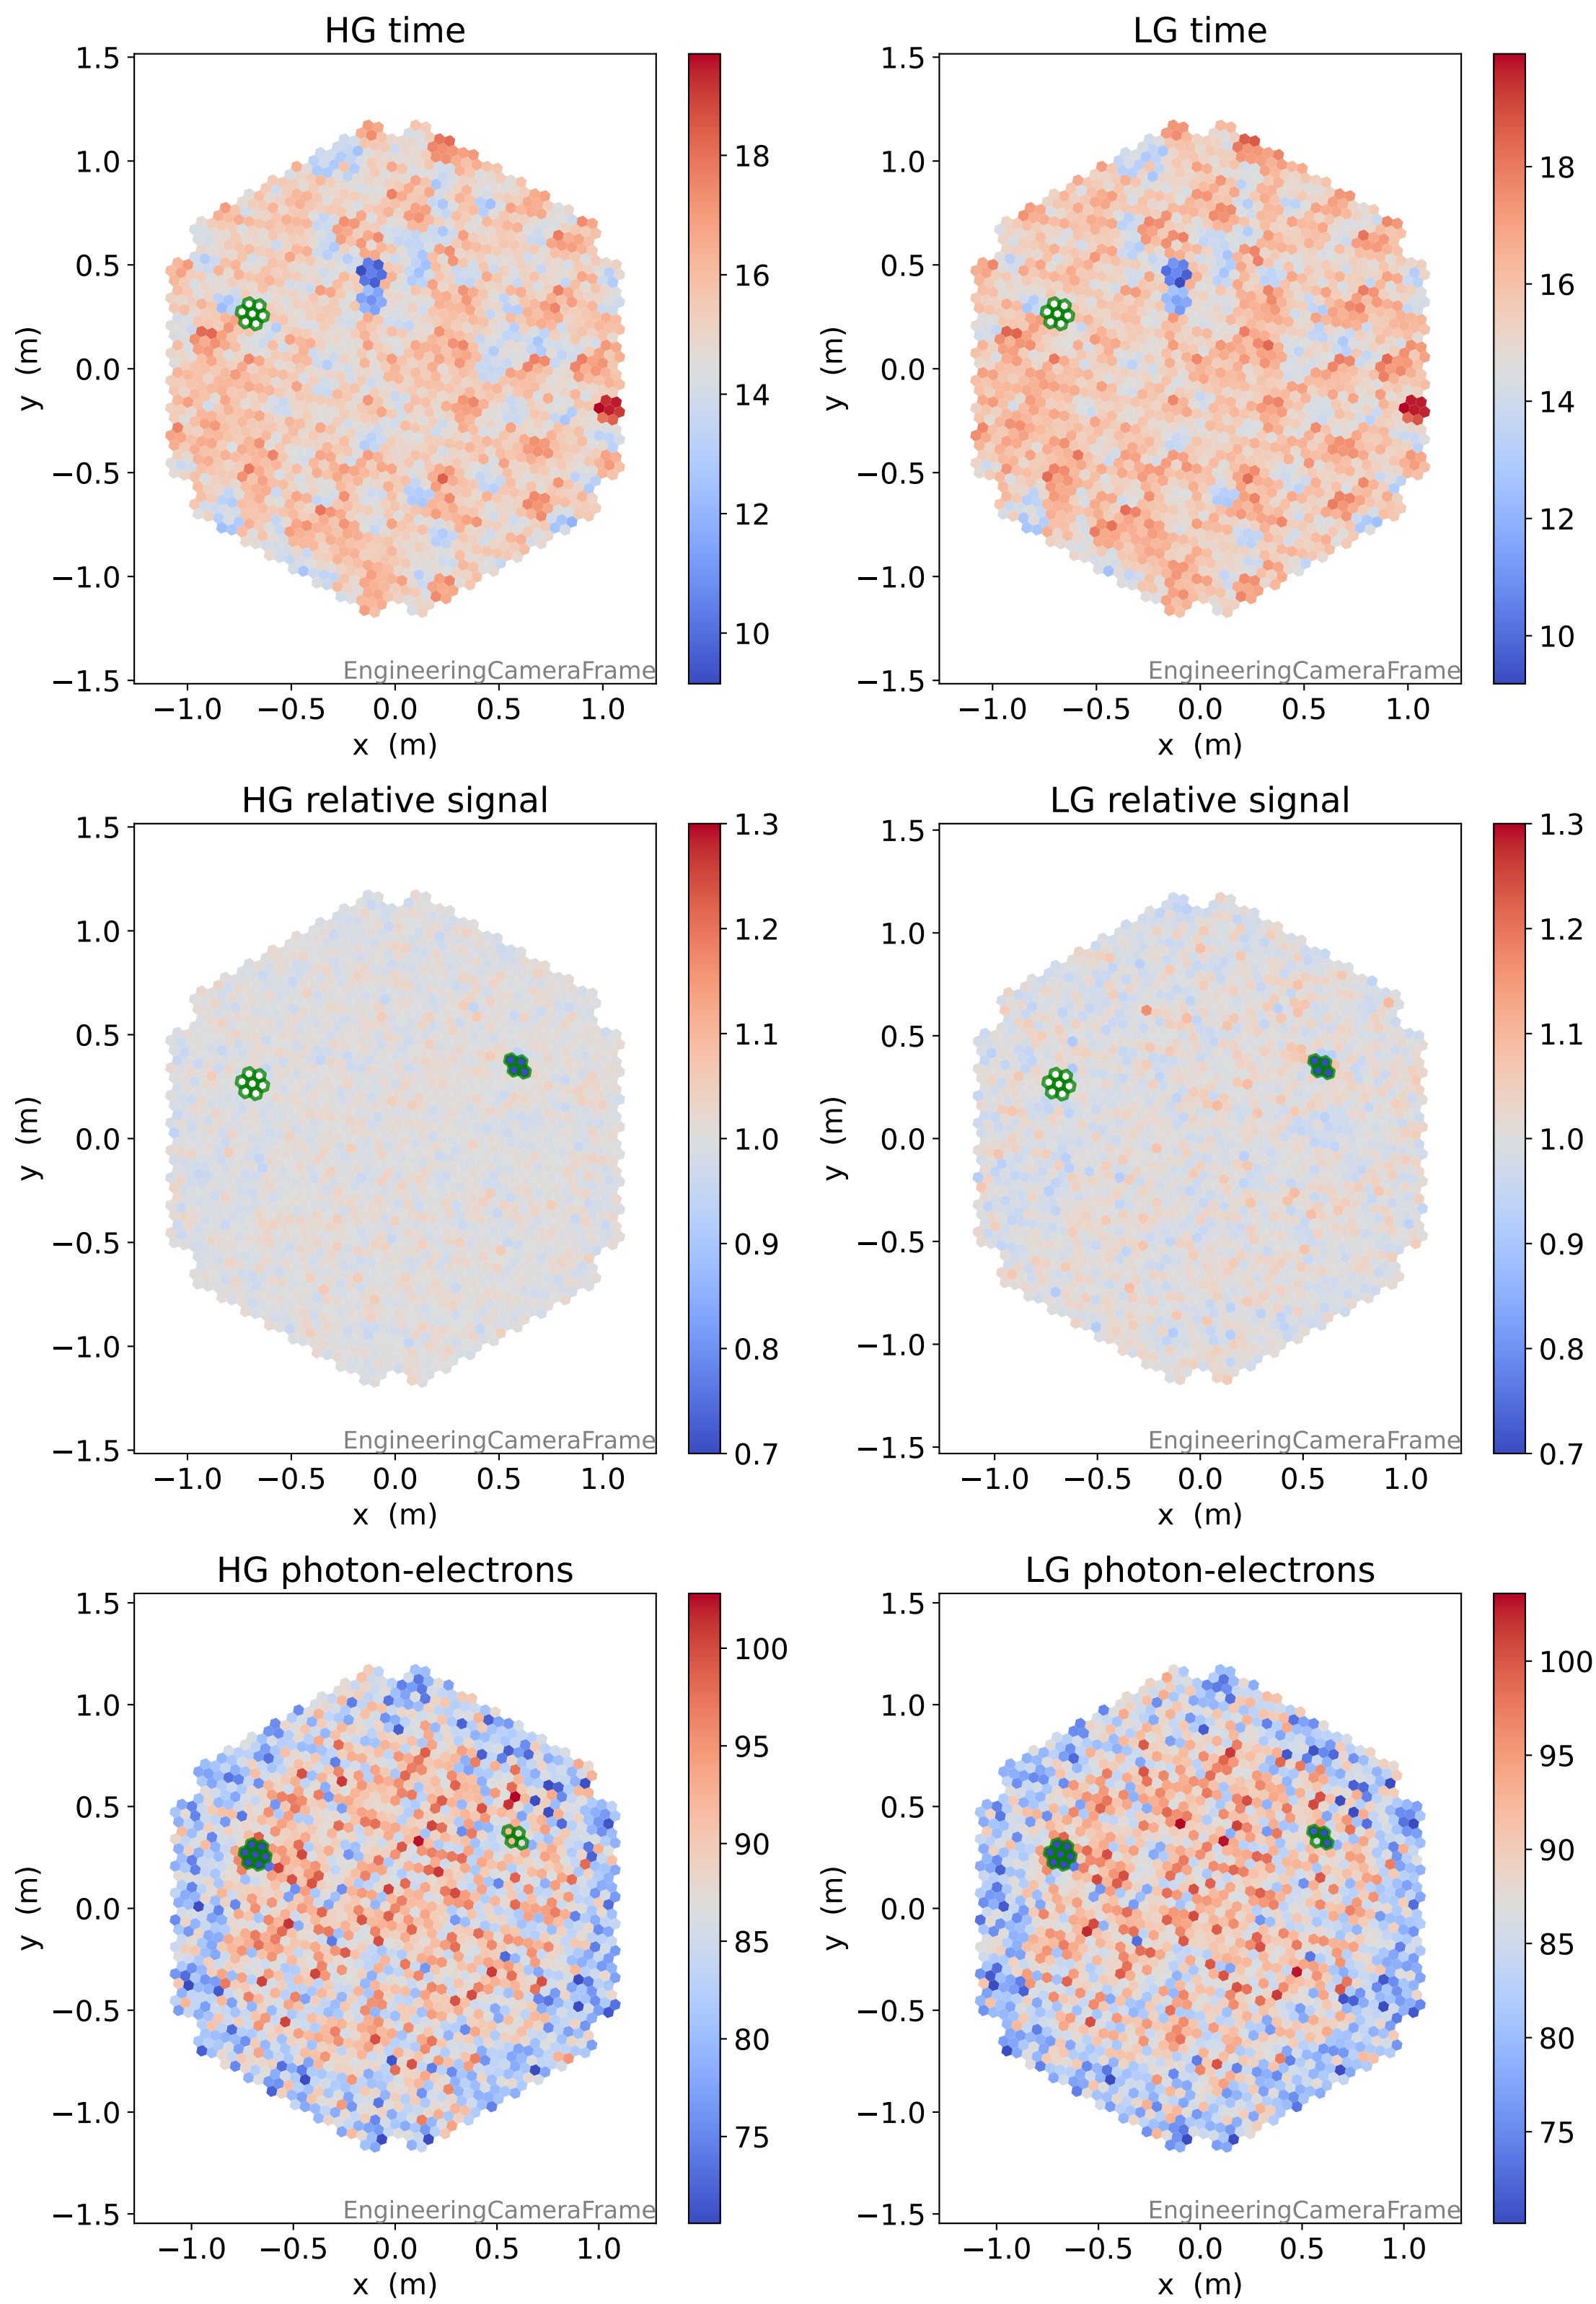 HG time
LG time
1.5
1.0
0.5
0.0
−0.5
−1.0
−1.5
y (m)
−1.0 −0.5 0.0 0.5 1.0
x (m)
EngineeringCameraFrame
18
16
14
12
10
1.5
1.0
0.5
0.0
−0.5
−1.0
−1.5
y (m)
−1.0 −0.5 0.0 0.5 1.0
x (m)
EngineeringCameraFrame
18
16
14
12
10
HG relative signal
LG relative signal
1.5
1.0
0.5
0.0
−0.5
−1.0
−1.5
y (m)
−1.0 −0.5 0.0 0.5 1.0
x (m)
EngineeringCameraFrame
1.3
1.2
1.1
1.0
0.9
0.8
0.7
1.5
1.0
0.5
0.0
−0.5
−1.0
−1.5
y (m)
−1.0 −0.5 0.0 0.5 1.0
x (m)
EngineeringCameraFrame
1.3
1.2
1.1
1.0
0.9
0.8
0.7
HG photon-electrons
LG photon-electrons
1.5
1.0
0.5
0.0
−0.5
−1.0
−1.5
y (m)
−1.0 −0.5 0.0 0.5 1.0
x (m)
EngineeringCameraFrame
100
95
90
85
80
75
1.5
1.0
0.5
0.0
−0.5
−1.0
−1.5
y (m)
−1.0 −0.5 0.0 0.5 1.0
x (m)
EngineeringCameraFrame
100
95
90
85
80
75